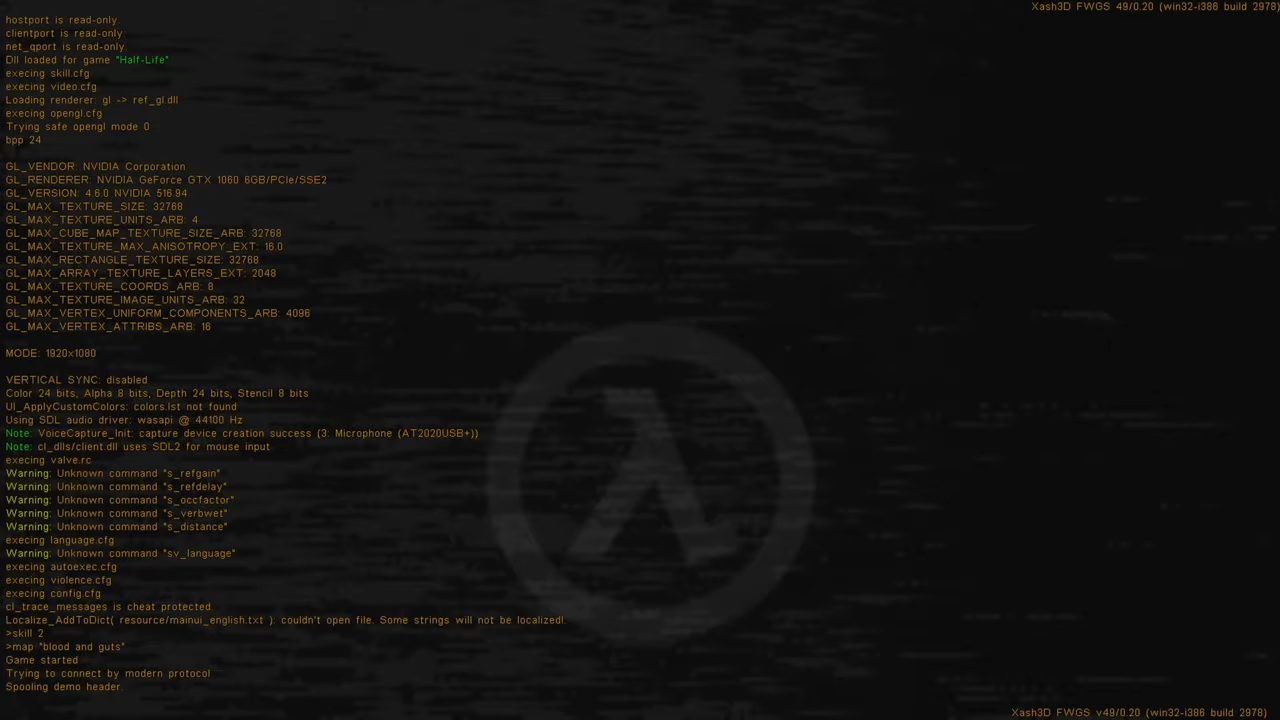 Xash3D FWGS 49/0.20 (win32-i386 build 2978)
hostport is read-only.
clientport is read-only.
net_qport is read-only.
Dll loaded for game "Half-Life"
execing skill.cfg
execing video.cfg
Loading renderer: gl -> ref_gl.dll
execing opengl.cfg
Trying safe opengl mode 0
bpp 24
GL_VENDOR: NVIDIA Corporation
GL_RENDERER: NVIDIA GeForce GTX 1060 6GB/PCIe/SSE2
GL_VERSION: 4.6.0 NVIDIA 516.94
GL_MAX_TEXTURE_SIZE: 32768
GL_MAX_TEXTURE_UNITS_ARB: 4
GL_MAX_CUBE_MAP_TEXTURE_SIZE_ARB: 32768
GL_MAX_TEXTURE_MAX_ANISOTROPY_EXT: 16.0
GL_MAX_RECTANGLE_TEXTURE_SIZE: 32768
GL_MAX_ARRAY_TEXTURE_LAYERS_EXT: 2048
GL_MAX_TEXTURE_COORDS_ARB: 8
GL_MAX_TEXTURE_IMAGE_UNITS_ARB: 32
GL_MAX_VERTEX_UNIFORM_COMPONENTS_ARB: 4096
GL_MAX_VERTEX_ATTRIBS_ARB: 16
MODE: 1920x1080
VERTICAL SYNC: disabled
Color 24 bits, Alpha 8 bits, Depth 24 bits, Stencil 8 bits
UI_ApplyCustomColors: colors.lst not found
Using SDL audio driver: wasapi @ 44100 Hz
Note: VoiceCapture_Init: capture device creation success (3: Microphone (AT2020USB+))
Note: cl_dlls/client.dll uses SDL2 for mouse input
execing valve.rc
Warning: Unknown command "s_refgain"
Warning: Unknown command "s_refdelay"
Warning: Unknown command "s_occfactor"
Warning: Unknown command "s_verbwet"
Warning: Unknown command "s_distance"
execing language.cfg
Warning: Unknown command "sv_language"
execing autoexec.cfg
execing violence.cfg
execing config.cfg
cl_trace_messages is cheat protected.
Localize_AddToDict( resource/mainui_english.txt ): couldn't open file. Some strings will not be localized!.
>skill 2
>map "blood and guts"
Game started
Trying to connect by modern protocol
Spooling demo header.
Xash3D FWGS v49/0.20 (win32-i386 build 2978)